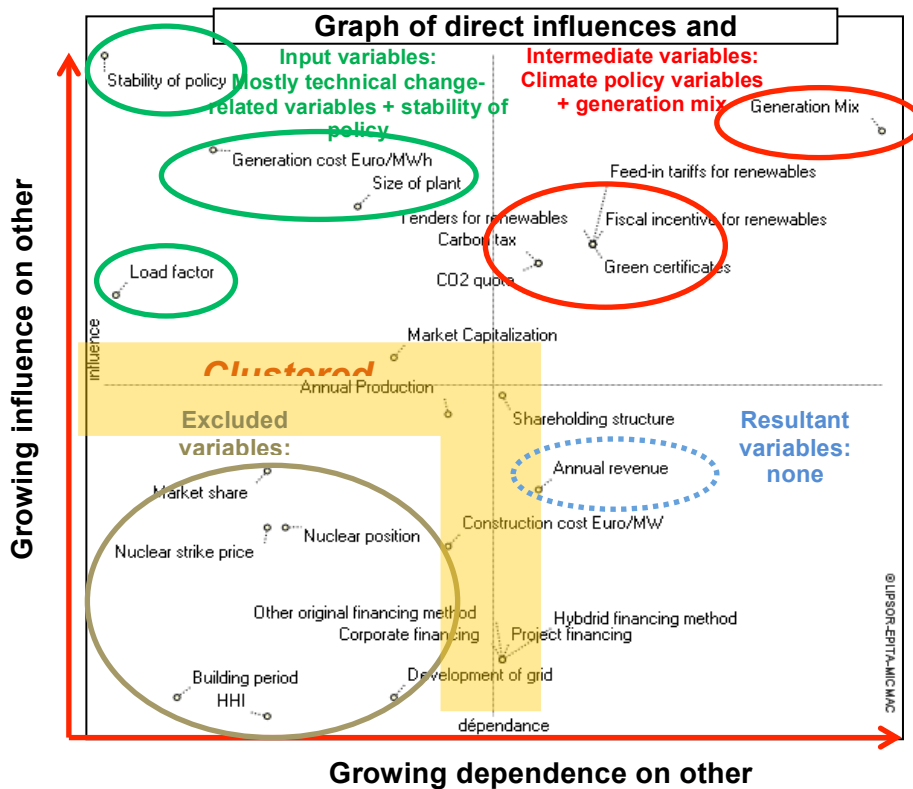 Graph of direct influences and
Input variables:
Mostly technical change-
related variables + stability of
policy
Intermediate variables:
Climate policy variables
+ generation mix
Stability of policy
Generation Mix
Generation cost Euro/MWh
Size of plant
Feed-in tariffs for renewables
Tenders for renewables
Fiscal incentive for renewables
Carbon tax
Green certificates
CO2 quota
Load factor
Market Capitalization
influence
Clustered
Annual Production
Shareholding structure
Excluded
variables:
Resultant
variables:
none
Annual revenue
Market share
Construction cost Euro/MW
Nuclear position
Nuclear strike price
Other original financing method
Hybdrid financing method
Corporate financing
Project financing
Building period
Development of grid
HHI
dépendance
© LIPSOR-EPITA-MICMAC
Growing influence on other
Growing dependence on other